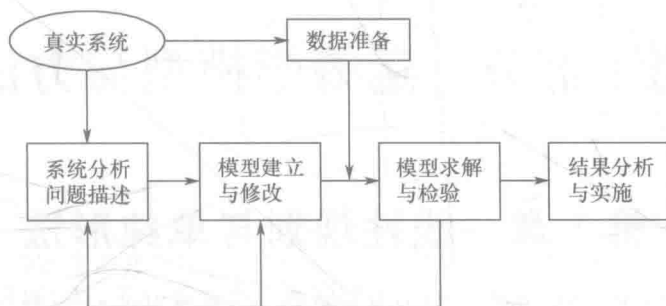 真实系统
数据准备
系统分析
问题描述
模型建立
与修改
模型求解
与检验
结果分析
与实施